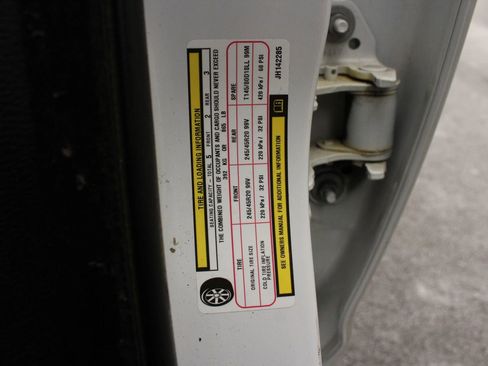 TIRE AND LOADING INFORMATION
SEATING CAPACITY - TOTAL 5 FRONT 2 REAR 3
THE COMBINED WEIGHT OF OCCUPANTS AND CARGO SHOULD NEVER EXCEED
392 KG OR 865 LB
TIRE FRONT REAR SPARE
ORIGINAL TIRE SIZE 245/45R20 99V 245/45R20 99V T145/80D18LL 99M
COLD TIRE INFLATION PRESSURE 220 kPa / 32 PSI 220 kPa / 32 PSI 420 kPa / 60 PSI
SEE OWNERS MANUAL FOR ADDITIONAL INFORMATION
JH142285